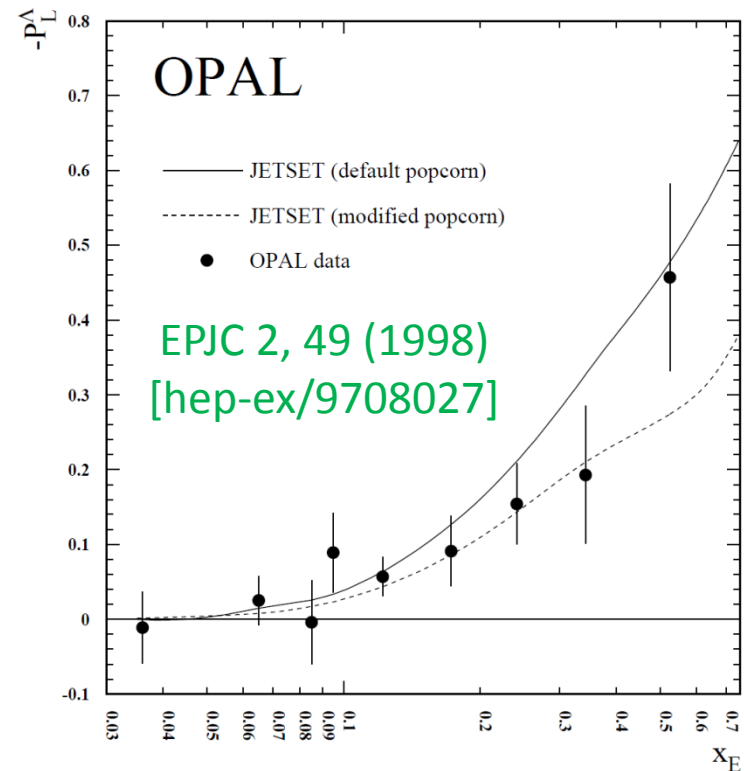 -P_L^Λ
0.8
0.7
0.6
0.5
0.4
0.3
0.2
0.1
0
-0.1
OPAL
JETSET (default popcorn)
JETSET (modified popcorn)
OPAL data
EPJC 2, 49 (1998)
[hep-ex/9708027]
0.03 0.04 0.05 0.06 0.07 0.08 0.09 0.1 0.2 0.3 0.4 0.5 0.6 0.7
x_E